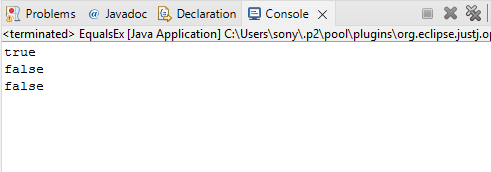 Problems @ Javadoc Declaration Console
<terminated> EqualsEx [Java Application] C:\Users\sony\.p2\pool\plugins\org.eclipse.justj.op
true
false
false